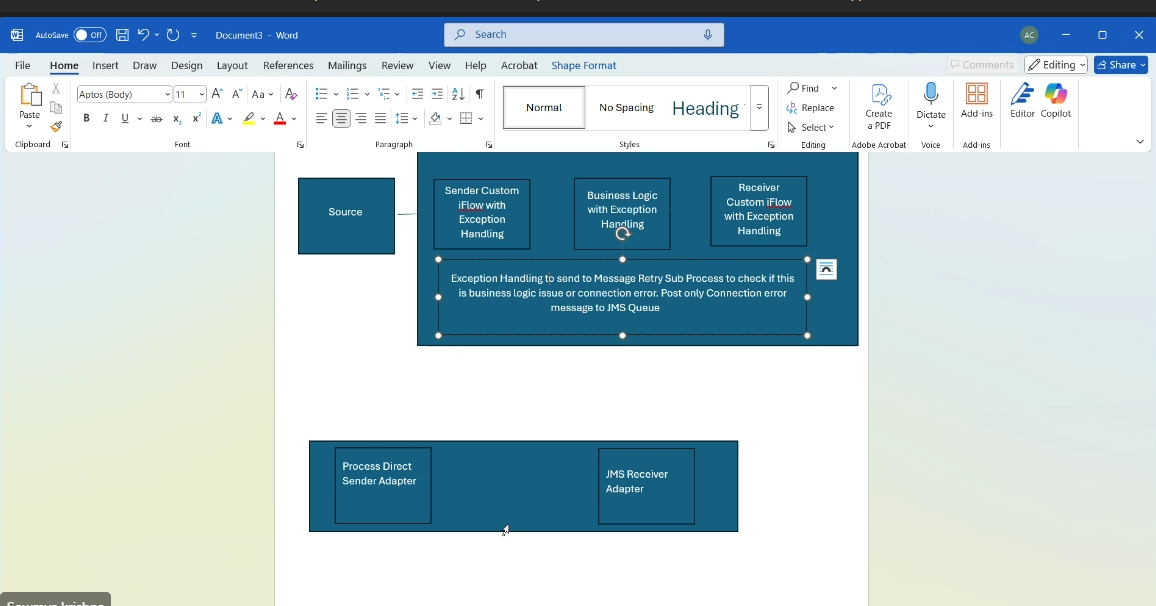 AutoSave
Off
Document3 - Word
Search
AC
File
Home
Insert
Draw
Design
Layout
References
Mailings
Review
View
Help
Acrobat
Shape Format
Comments
Editing
Share
Paste
Aptos (Body)
11
Aa
Normal
No Spacing
Heading
Find
Replace
Select
Create
a PDF
Dictate
Add-ins
Editor
Copilot
Clipboard
Font
Paragraph
Styles
Editing
Adobe Acrobat
Voice
Add-ins
Source
Sender Custom
iFlow with
Exception
Handling
Business Logic
with Exception
Handling
Receiver
Custom iFlow
with Exception
Handling
Exception Handling to send to Message Retry Sub Process to check if this
is business logic issue or connection error. Post only Connection error
message to JMS Queue
Process Direct
Sender Adapter
JMS Receiver
Adapter